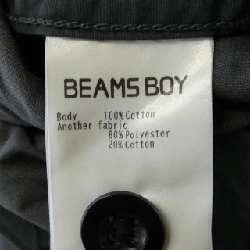 BEAMS BOY
Body 100% Cotton
Another fabric
80% Polyester
20% Cotton